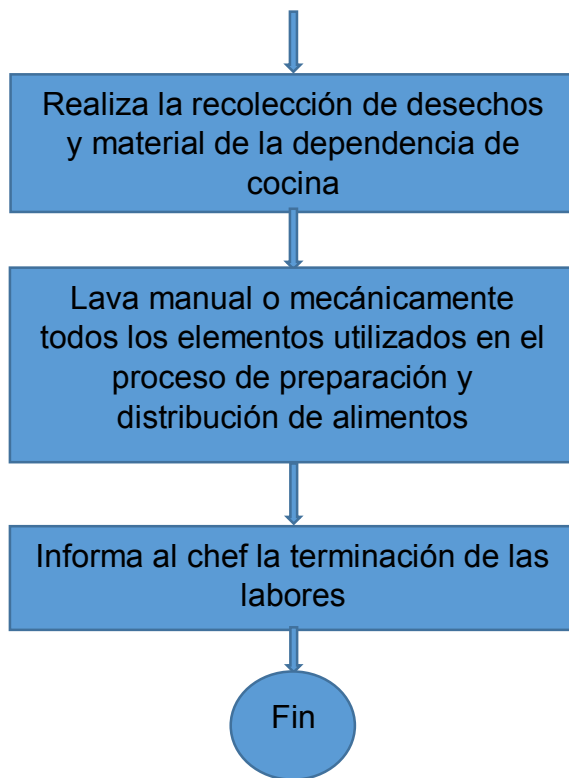 Realiza la recolección de desechos
y material de la dependencia de
cocina
Lava manual o mecánicamente
todos los elementos utilizados en el
proceso de preparación y
distribución de alimentos
Informa al chef la terminación de las
labores
Fin